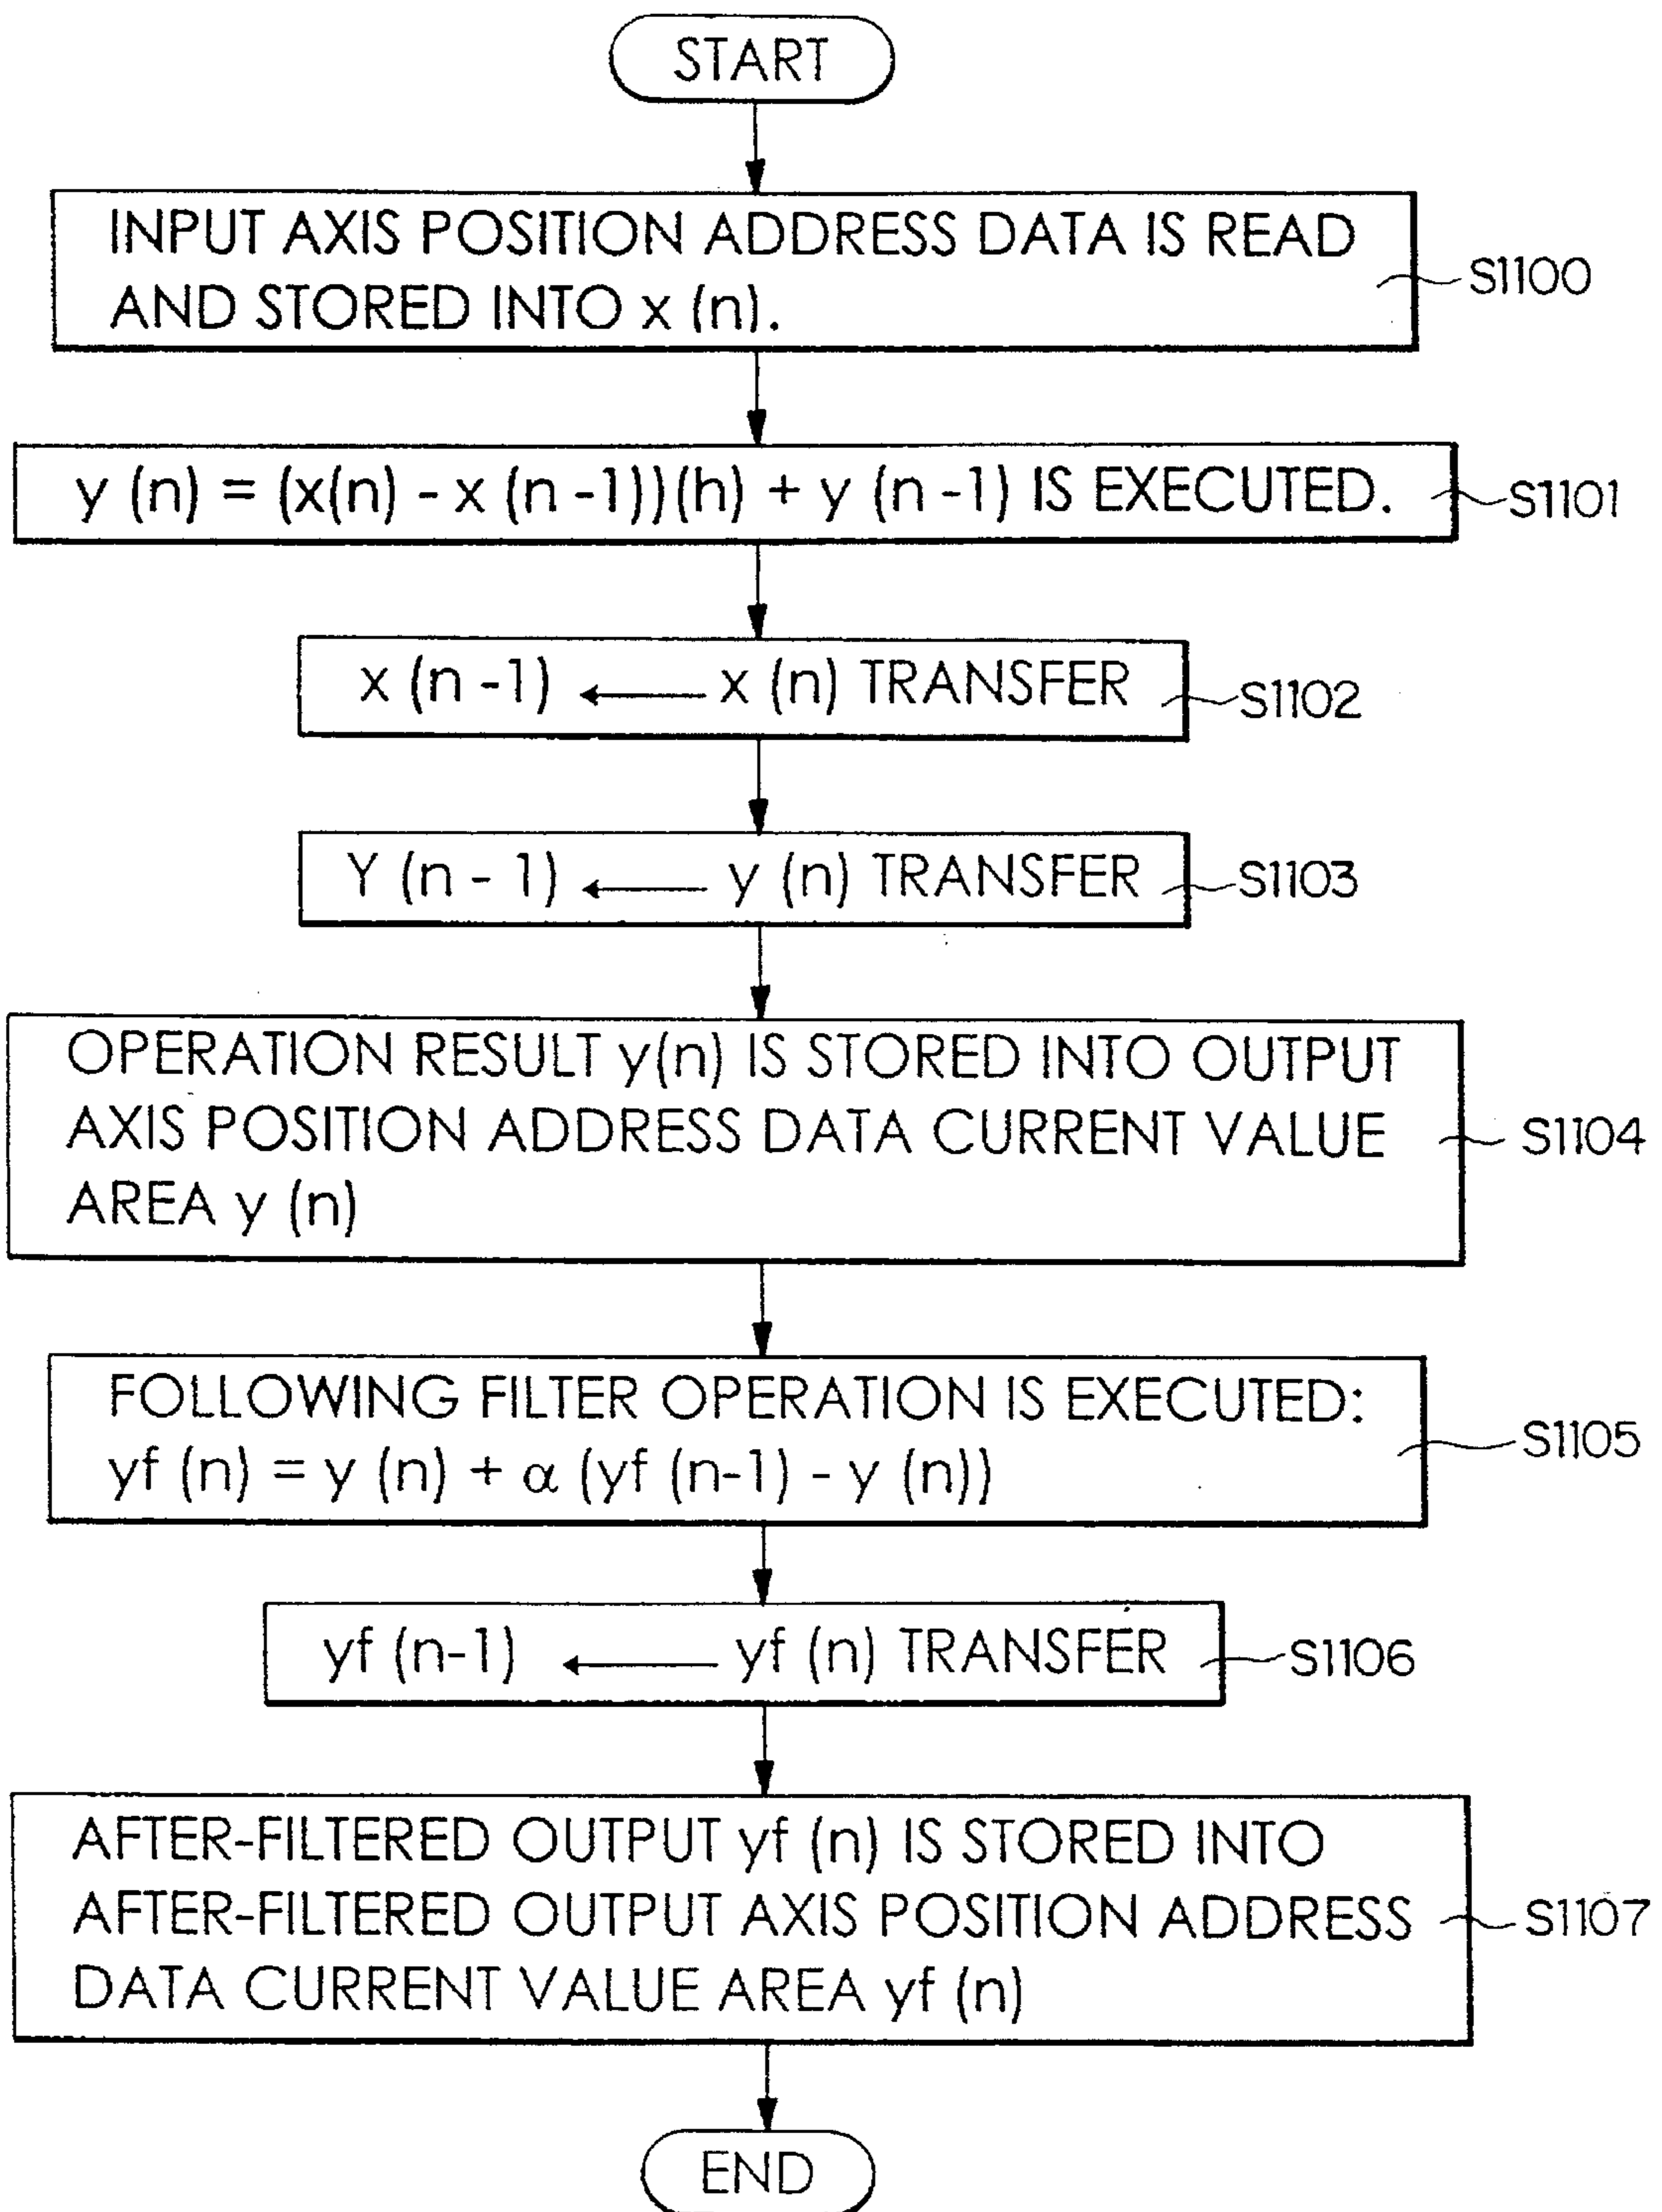 START
INPUT AXIS POSITION ADDRESS DATA IS READ
AND STORED INTO x (n).
S1100
y (n) = (x(n) - x (n -1))(h) + y (n -1) IS EXECUTED.
S1101
x (n -1) ← x (n) TRANSFER
S1102
Y (n - 1) ← y (n) TRANSFER
S1103
OPERATION RESULT y(n) IS STORED INTO OUTPUT
AXIS POSITION ADDRESS DATA CURRENT VALUE
AREA y (n)
S1104
FOLLOWING FILTER OPERATION IS EXECUTED:
yf (n) = y (n) + α (yf (n-1) - y (n))
S1105
yf (n-1) ← yf (n) TRANSFER
S1106
AFTER-FILTERED OUTPUT yf (n) IS STORED INTO
AFTER-FILTERED OUTPUT AXIS POSITION ADDRESS
DATA CURRENT VALUE AREA yf (n)
S1107
END